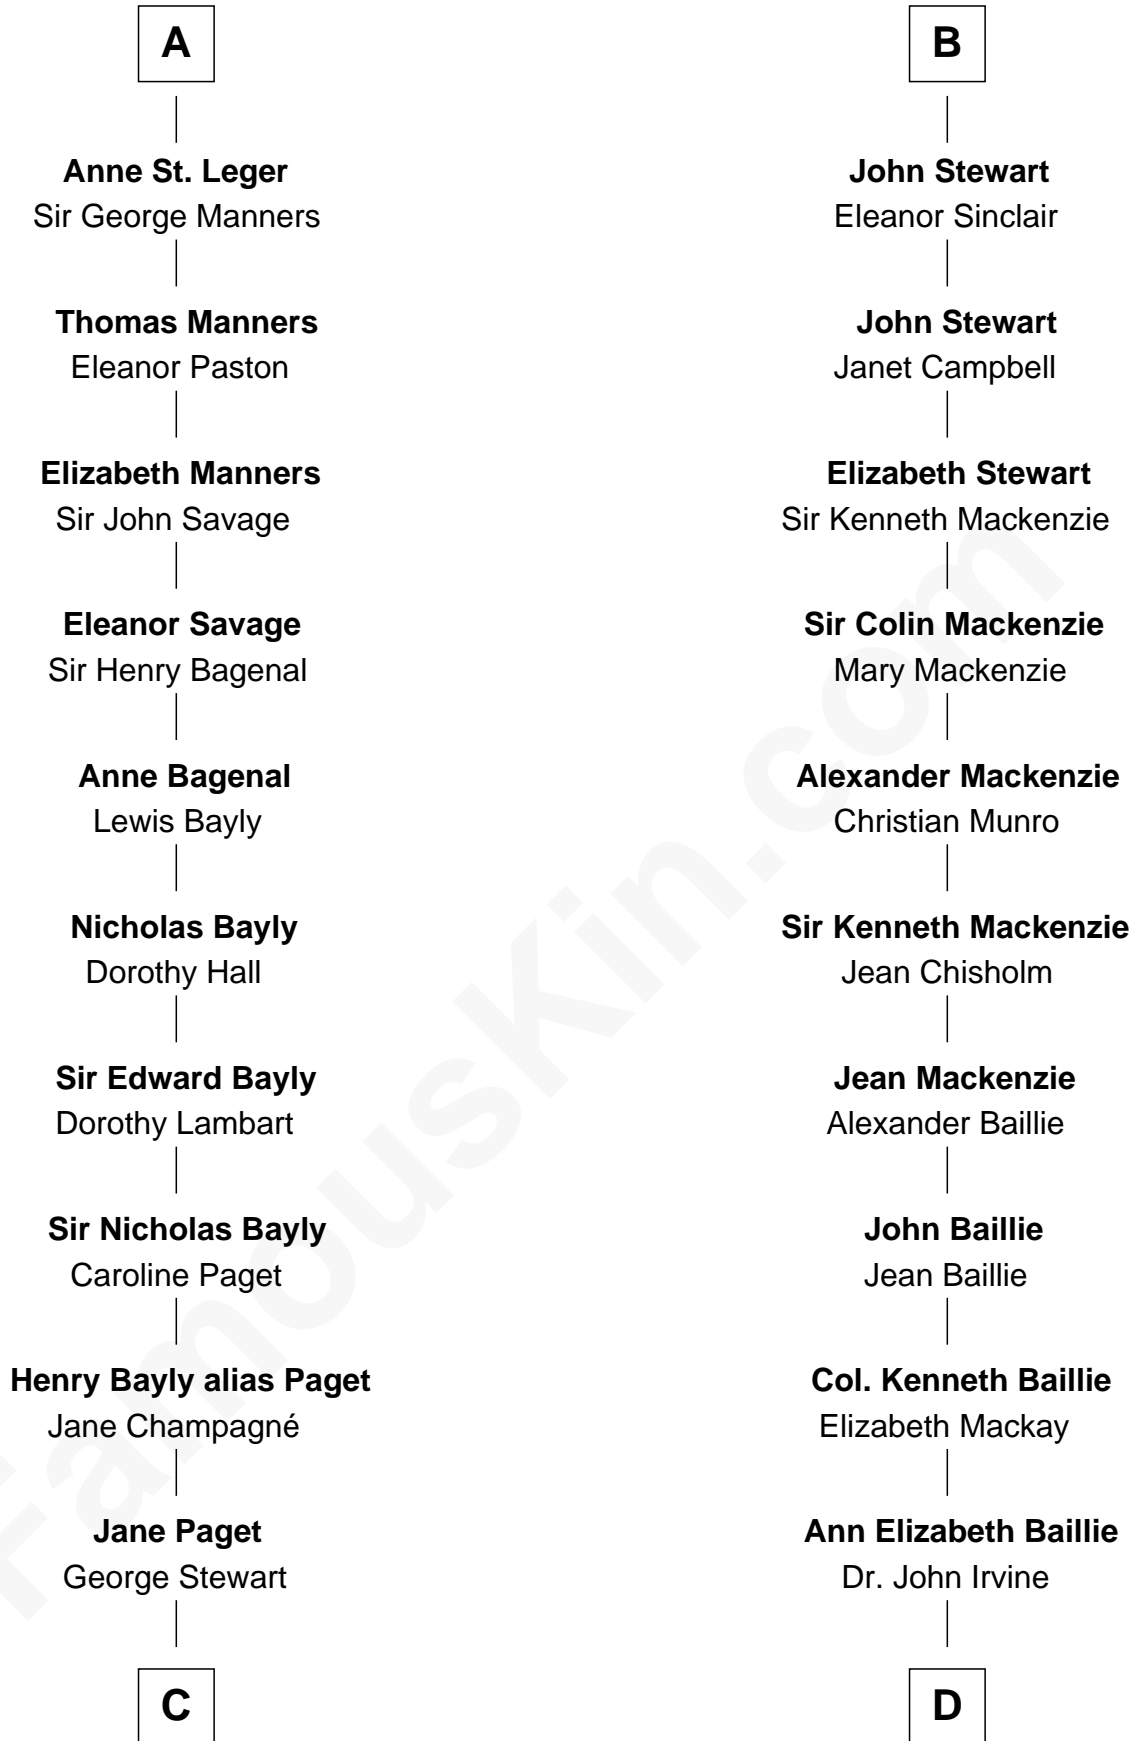 A
Anne St. Leger
Sir George Manners
Thomas Manners
Eleanor Paston
Elizabeth Manners
Sir John Savage
Eleanor Savage
Sir Henry Bagenal
Anne Bagenal
Lewis Bayly
Nicholas Bayly
Dorothy Hall
Sir Edward Bayly
Dorothy Lambart
Sir Nicholas Bayly
Caroline Paget
Henry Bayly alias Paget
Jane Champagné
Jane Paget
George Stewart
C
B
John Stewart
Eleanor Sinclair
John Stewart
Janet Campbell
Elizabeth Stewart
Sir Kenneth Mackenzie
Sir Colin Mackenzie
Mary Mackenzie
Alexander Mackenzie
Christian Munro
Sir Kenneth Mackenzie
Jean Chisholm
Jean Mackenzie
Alexander Baillie
John Baillie
Jean Baillie
Col. Kenneth Baillie
Elizabeth Mackay
Ann Elizabeth Baillie
Dr. John Irvine
D
FamousKin.com